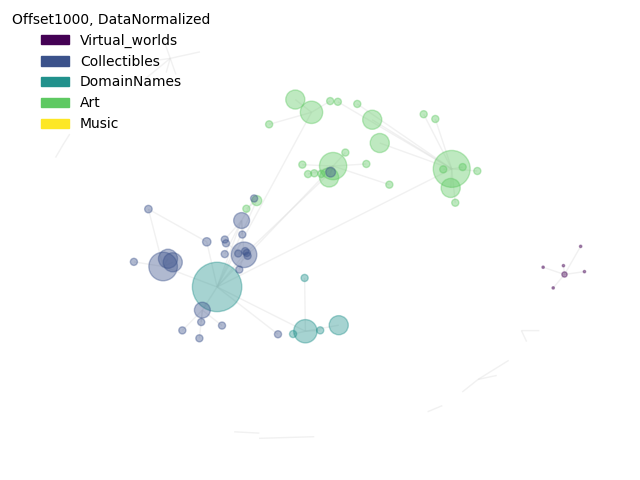 Offset1000, DataNormalized
Virtual_worlds
Collectibles
DomainNames
Art
Music